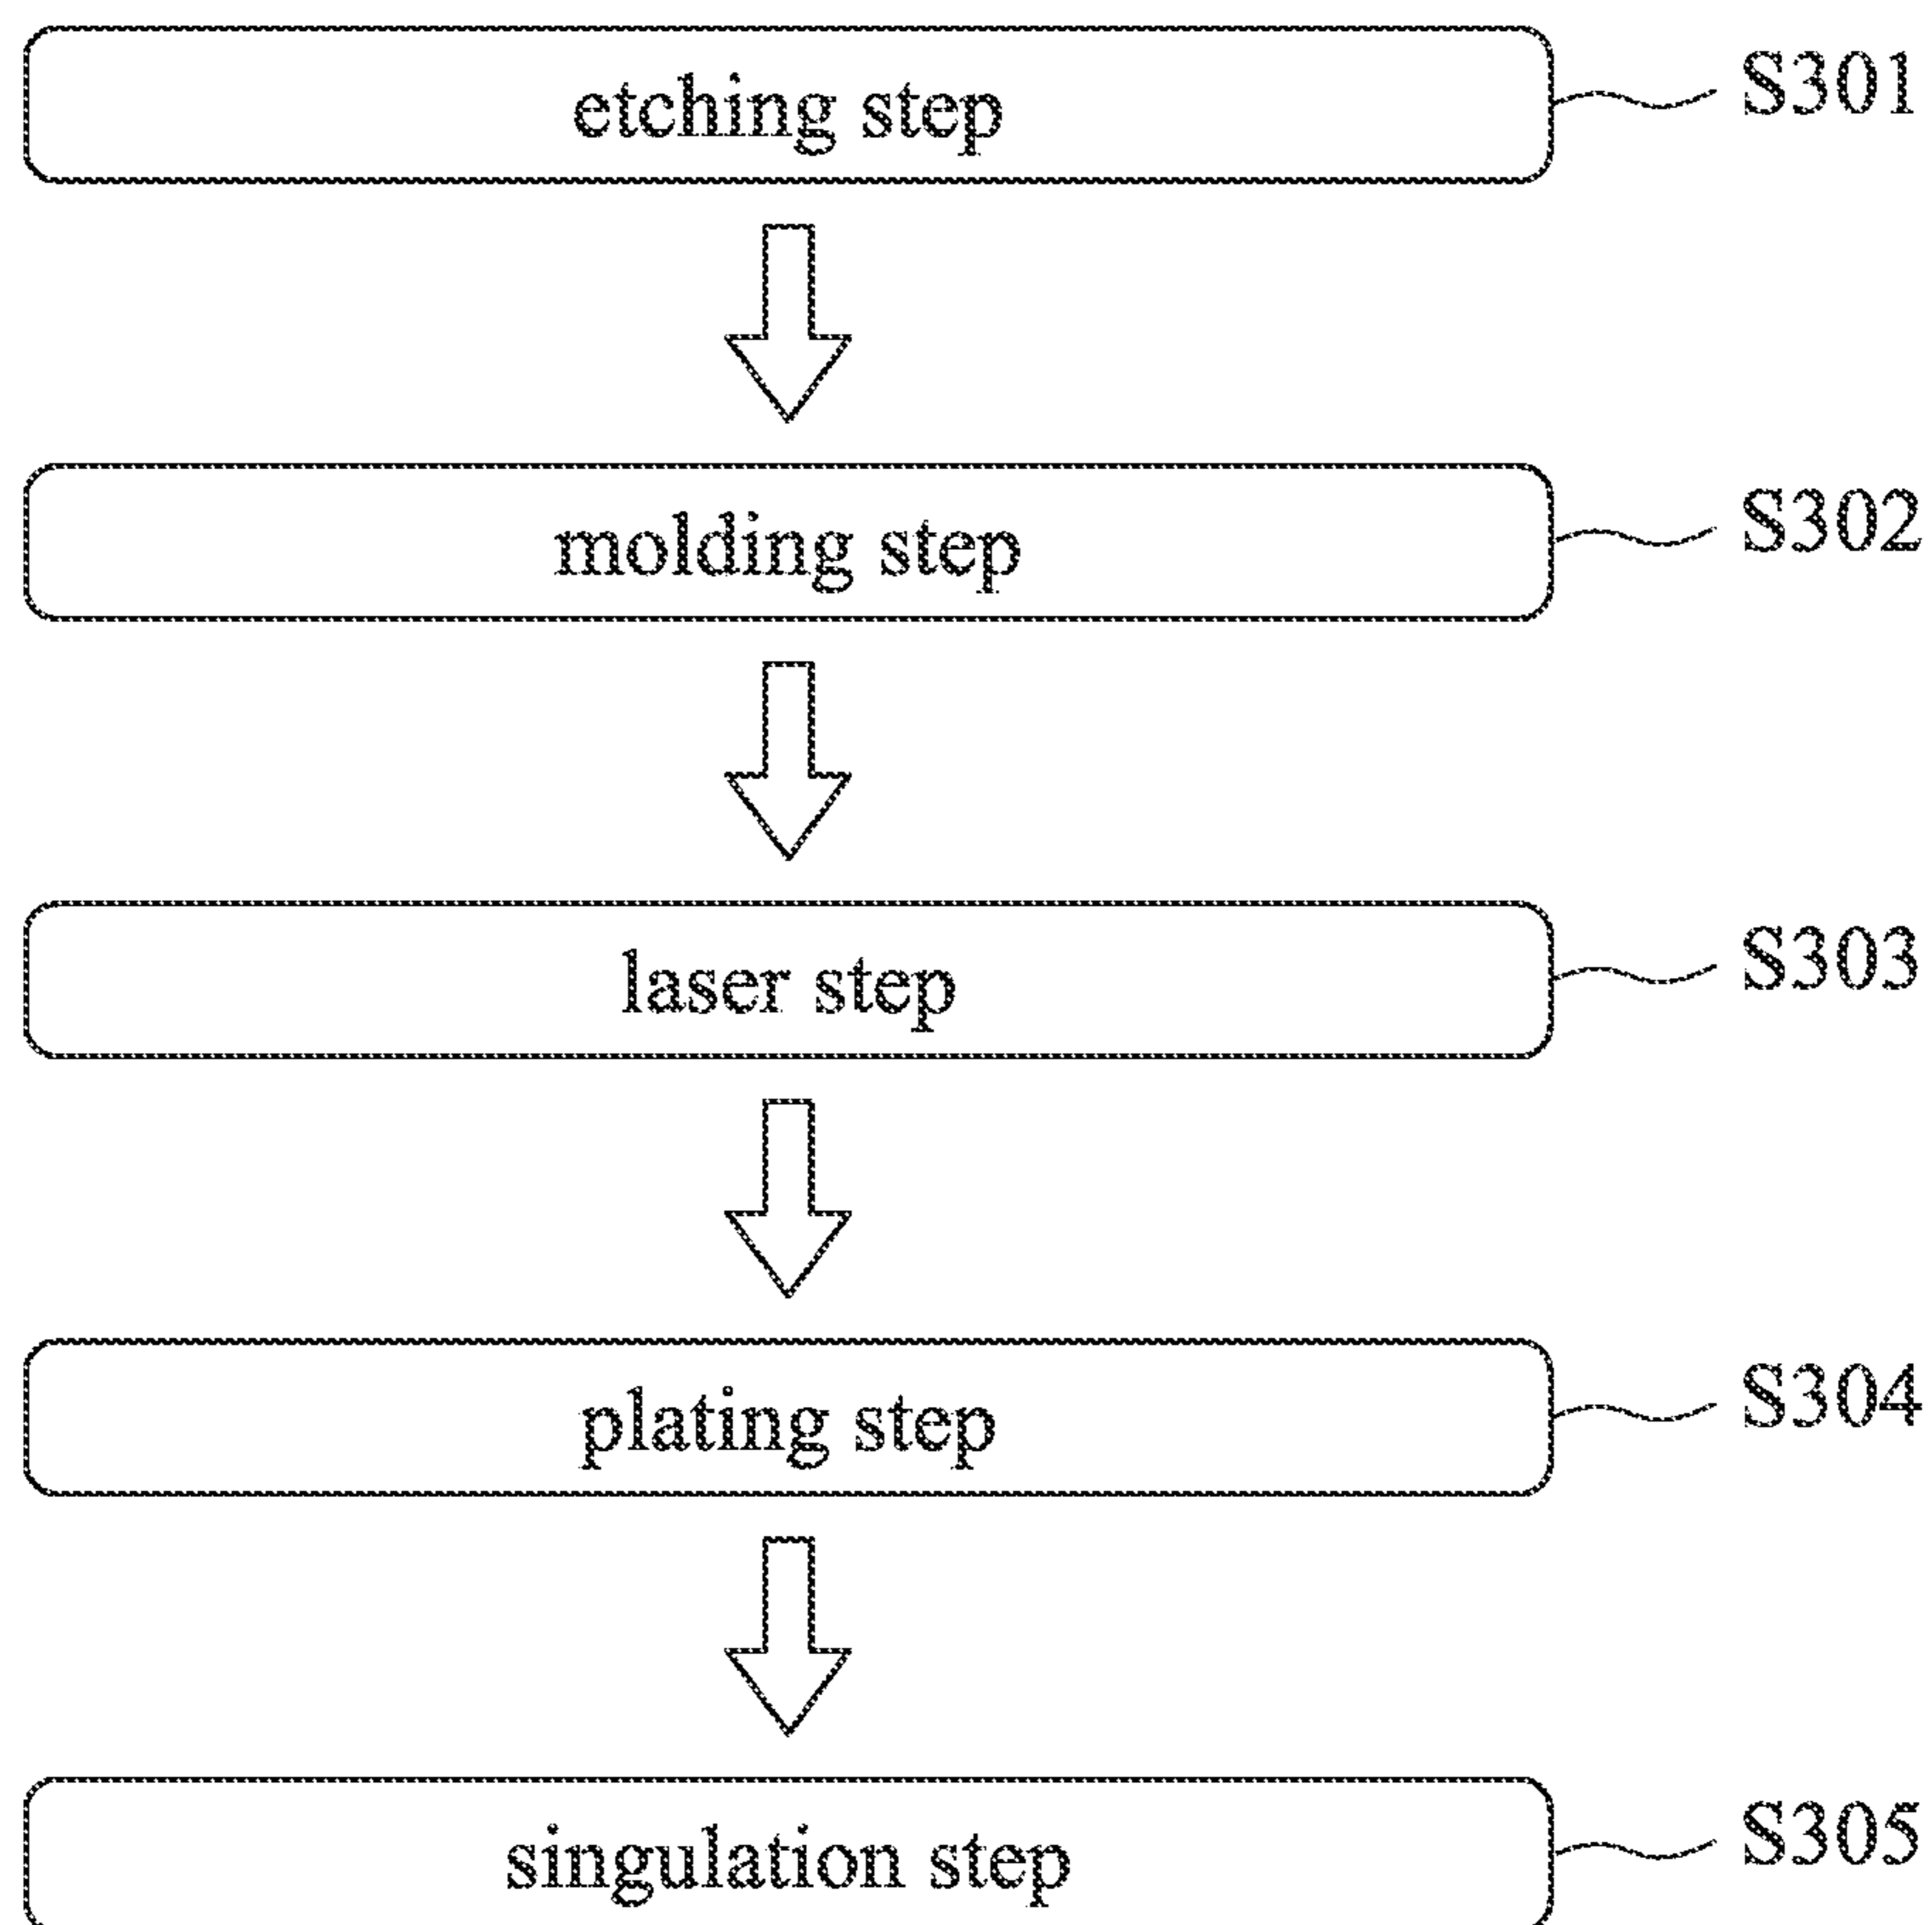 etching step S301
molding step S302
laser step S303
plating step S304
singulation step S305